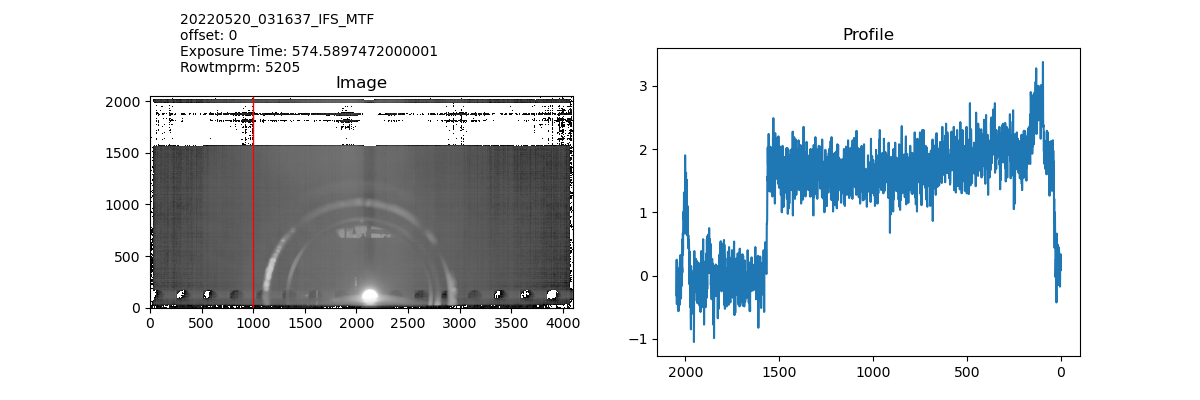 20220520_031637_IFS_MTF
offset: 0
Exposure Time: 574.5897472000001
Rowtmprm: 5205
Image
2000
1500
1000
500
0
0 500 1000 1500 2000 2500 3000 3500 4000
Profile
3
2
1
0
−1
2000 1500 1000 500 0